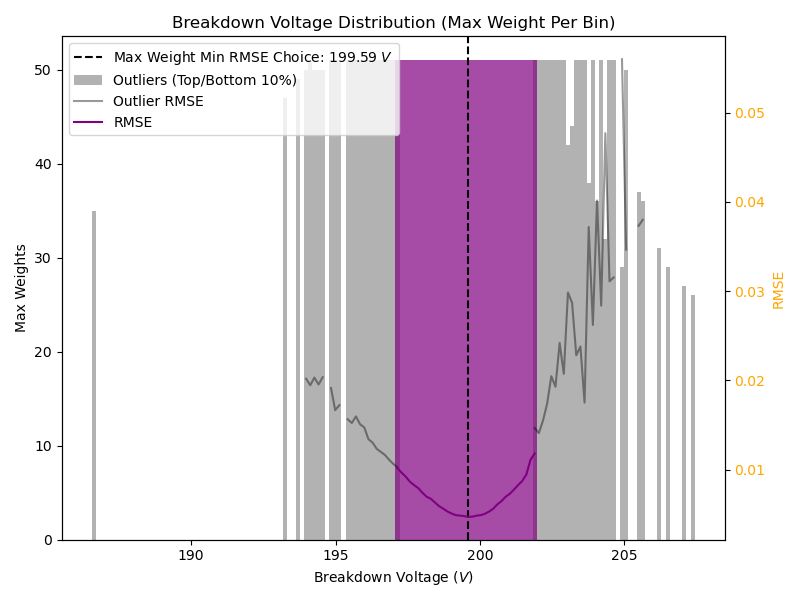 Breakdown Voltage Distribution (Max Weight Per Bin)
Max Weight Min RMSE Choice: 199.59 V
Outliers (Top/Bottom 10%)
Outlier RMSE
RMSE
50
40
30
20
10
0
Max Weights
0.05
0.04
0.03
0.02
0.01
RMSE
190
195
200
205
Breakdown Voltage (V)